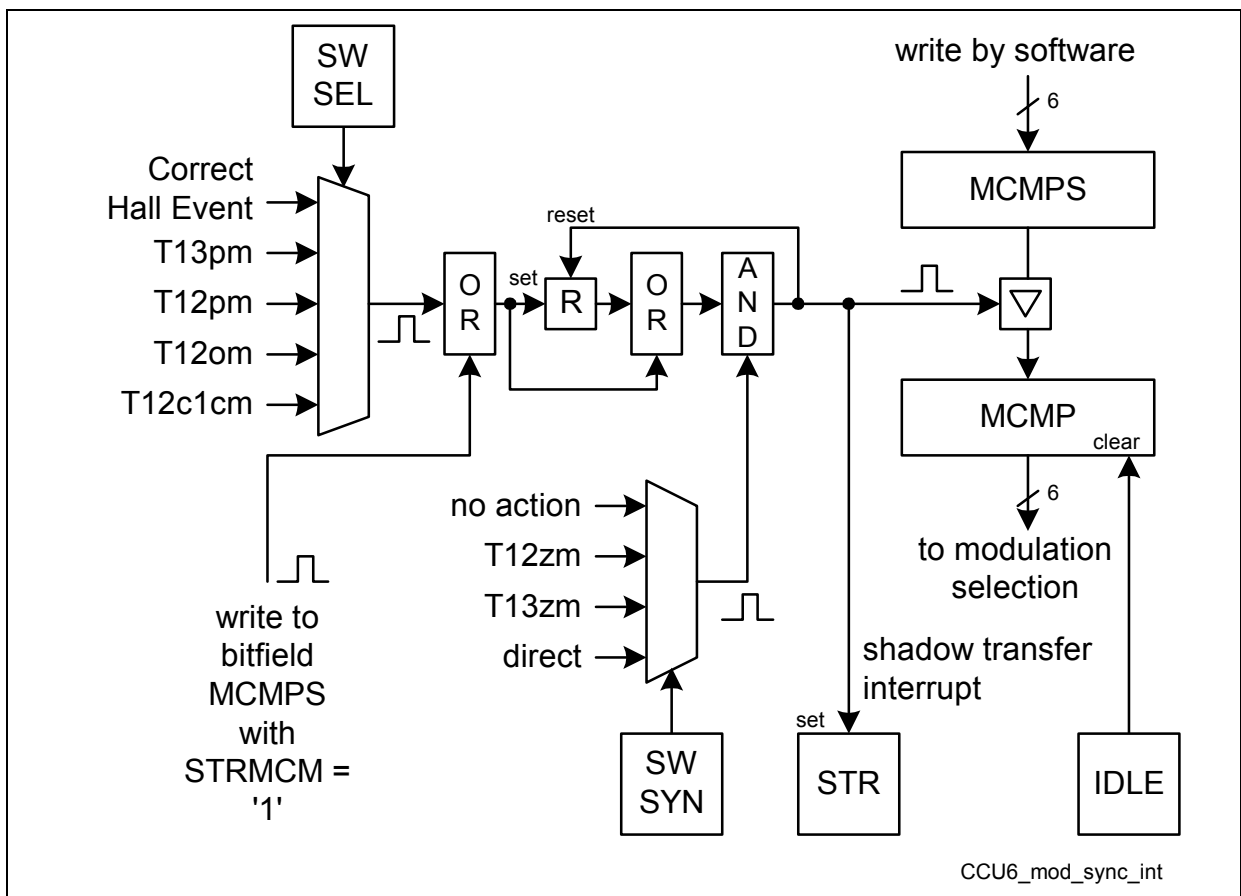 SW
SEL
write by software
6
Correct
Hall Event
MCMPS
reset
T13pm
O
R
set
R
O
R
A
N
D
T12pm
T12om
T12c1cm
MCMP
clear
6
no action
T12zm
T13zm
direct
to modulation
selection
write to
bitfield
MCMPS
with
STRMCM =
'1'
shadow transfer
interrupt
set
SW
SYN
STR
IDLE
CCU6_mod_sync_int